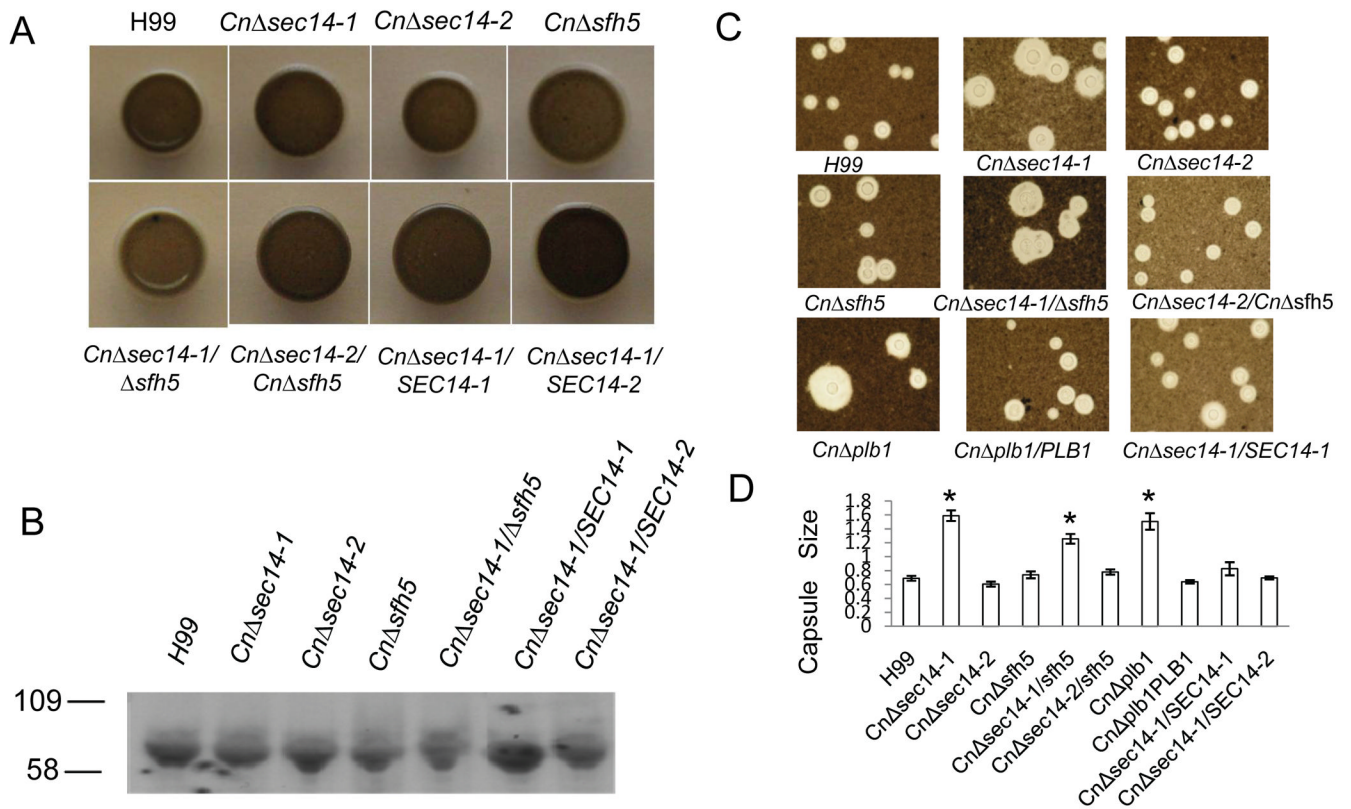 A
H99
CnΔsec14-1
CnΔsec14-2
CnΔsfh5
CnΔsec14-1/
Δsfh5
CnΔsec14-2/
CnΔsfh5
CnΔsec14-1/
SEC14-1
CnΔsec14-1/
SEC14-2
B
H99
CnΔsec14-1
CnΔsec14-2
CnΔsfh5
CnΔsec14-1/Δsfh5
CnΔsec14-1/SEC14-1
CnΔsec14-1/SEC14-2
109
58
C
H99
CnΔsec14-1
CnΔsec14-2
CnΔsfh5
CnΔsec14-1/Δsfh5
CnΔsec14-2/CnΔsfh5
CnΔplb1
CnΔplb1/PLB1
CnΔsec14-1/SEC14-1
D
Capsule Size
1.8
1.6
1.4
1.2
1
0.8
0.6
0.4
0.2
0
*
*
*
H99
CnΔsec14-1
CnΔsec14-2
CnΔsfh5
CnΔsec14-1/sfh5
CnΔsec14-2/sfh5
CnΔplb1
CnΔplb1PLB1
CnΔsec14-1/SEC14-1
CnΔsec14-1/SEC14-2